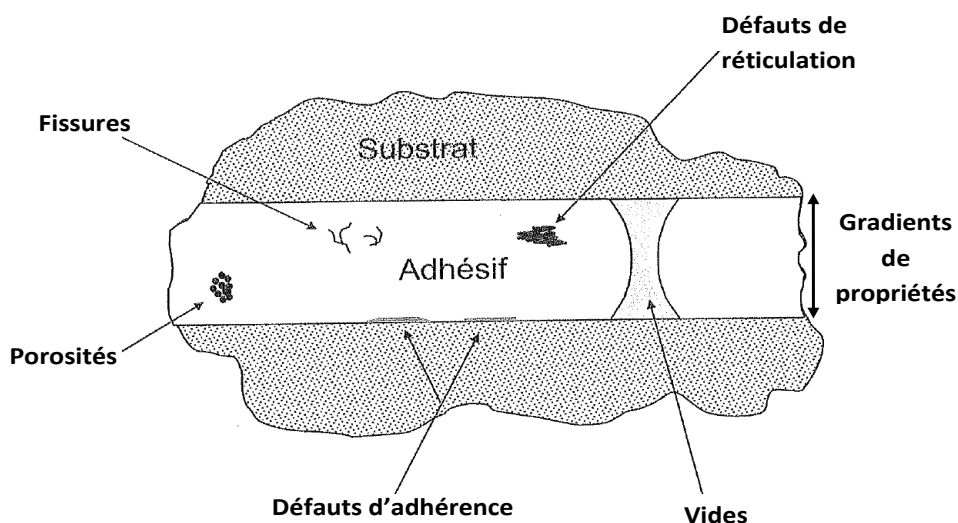 Défauts de
réticulation
Fissures
Substrat
Gradients
de
propriétés
Adhésif
Porosités
Défauts d’adhérence
Vides